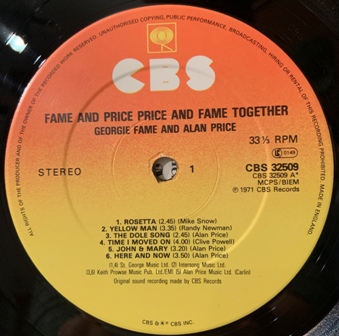 ALL RIGHTS OF THE PRODUCER AND OF THE OWNER OF THE RECORDED WORK RESERVED. UNAUTHORISED COPYING, PUBLIC PERFORMANCE, BROADCASTING, HIRING OR RENTAL OF THIS RECORDING PROHIBITED. MADE IN ENGLAND
CBS
FAME AND PRICE PRICE AND FAME TOGETHER
GEORGIE FAME AND ALAN PRICE
33⅓ RPM
STEREO
1
CBS 32509
CBS 32509 A*
MCPS/BIEM
℗ 1971 CBS Records
1. ROSETTA (2.45) (Mike Snow)
2. YELLOW MAN (3.35) (Randy Newman)
3. THE DOLE SONG (2.45) (Alan Price)
4. TIME I MOVED ON (4.00) (Clive Powell)
5. JOHN & MARY (3.20) (Alan Price)
6. HERE AND NOW (3.50) (Alan Price)
(1,4) St. George Music Ltd. (2) Intersong Music Ltd.
(3,6) Keith Prowse Music Pub. Ltd./EMI (5) Alan Price Music Ltd. (Carlin)
Original sound recording made by CBS Records